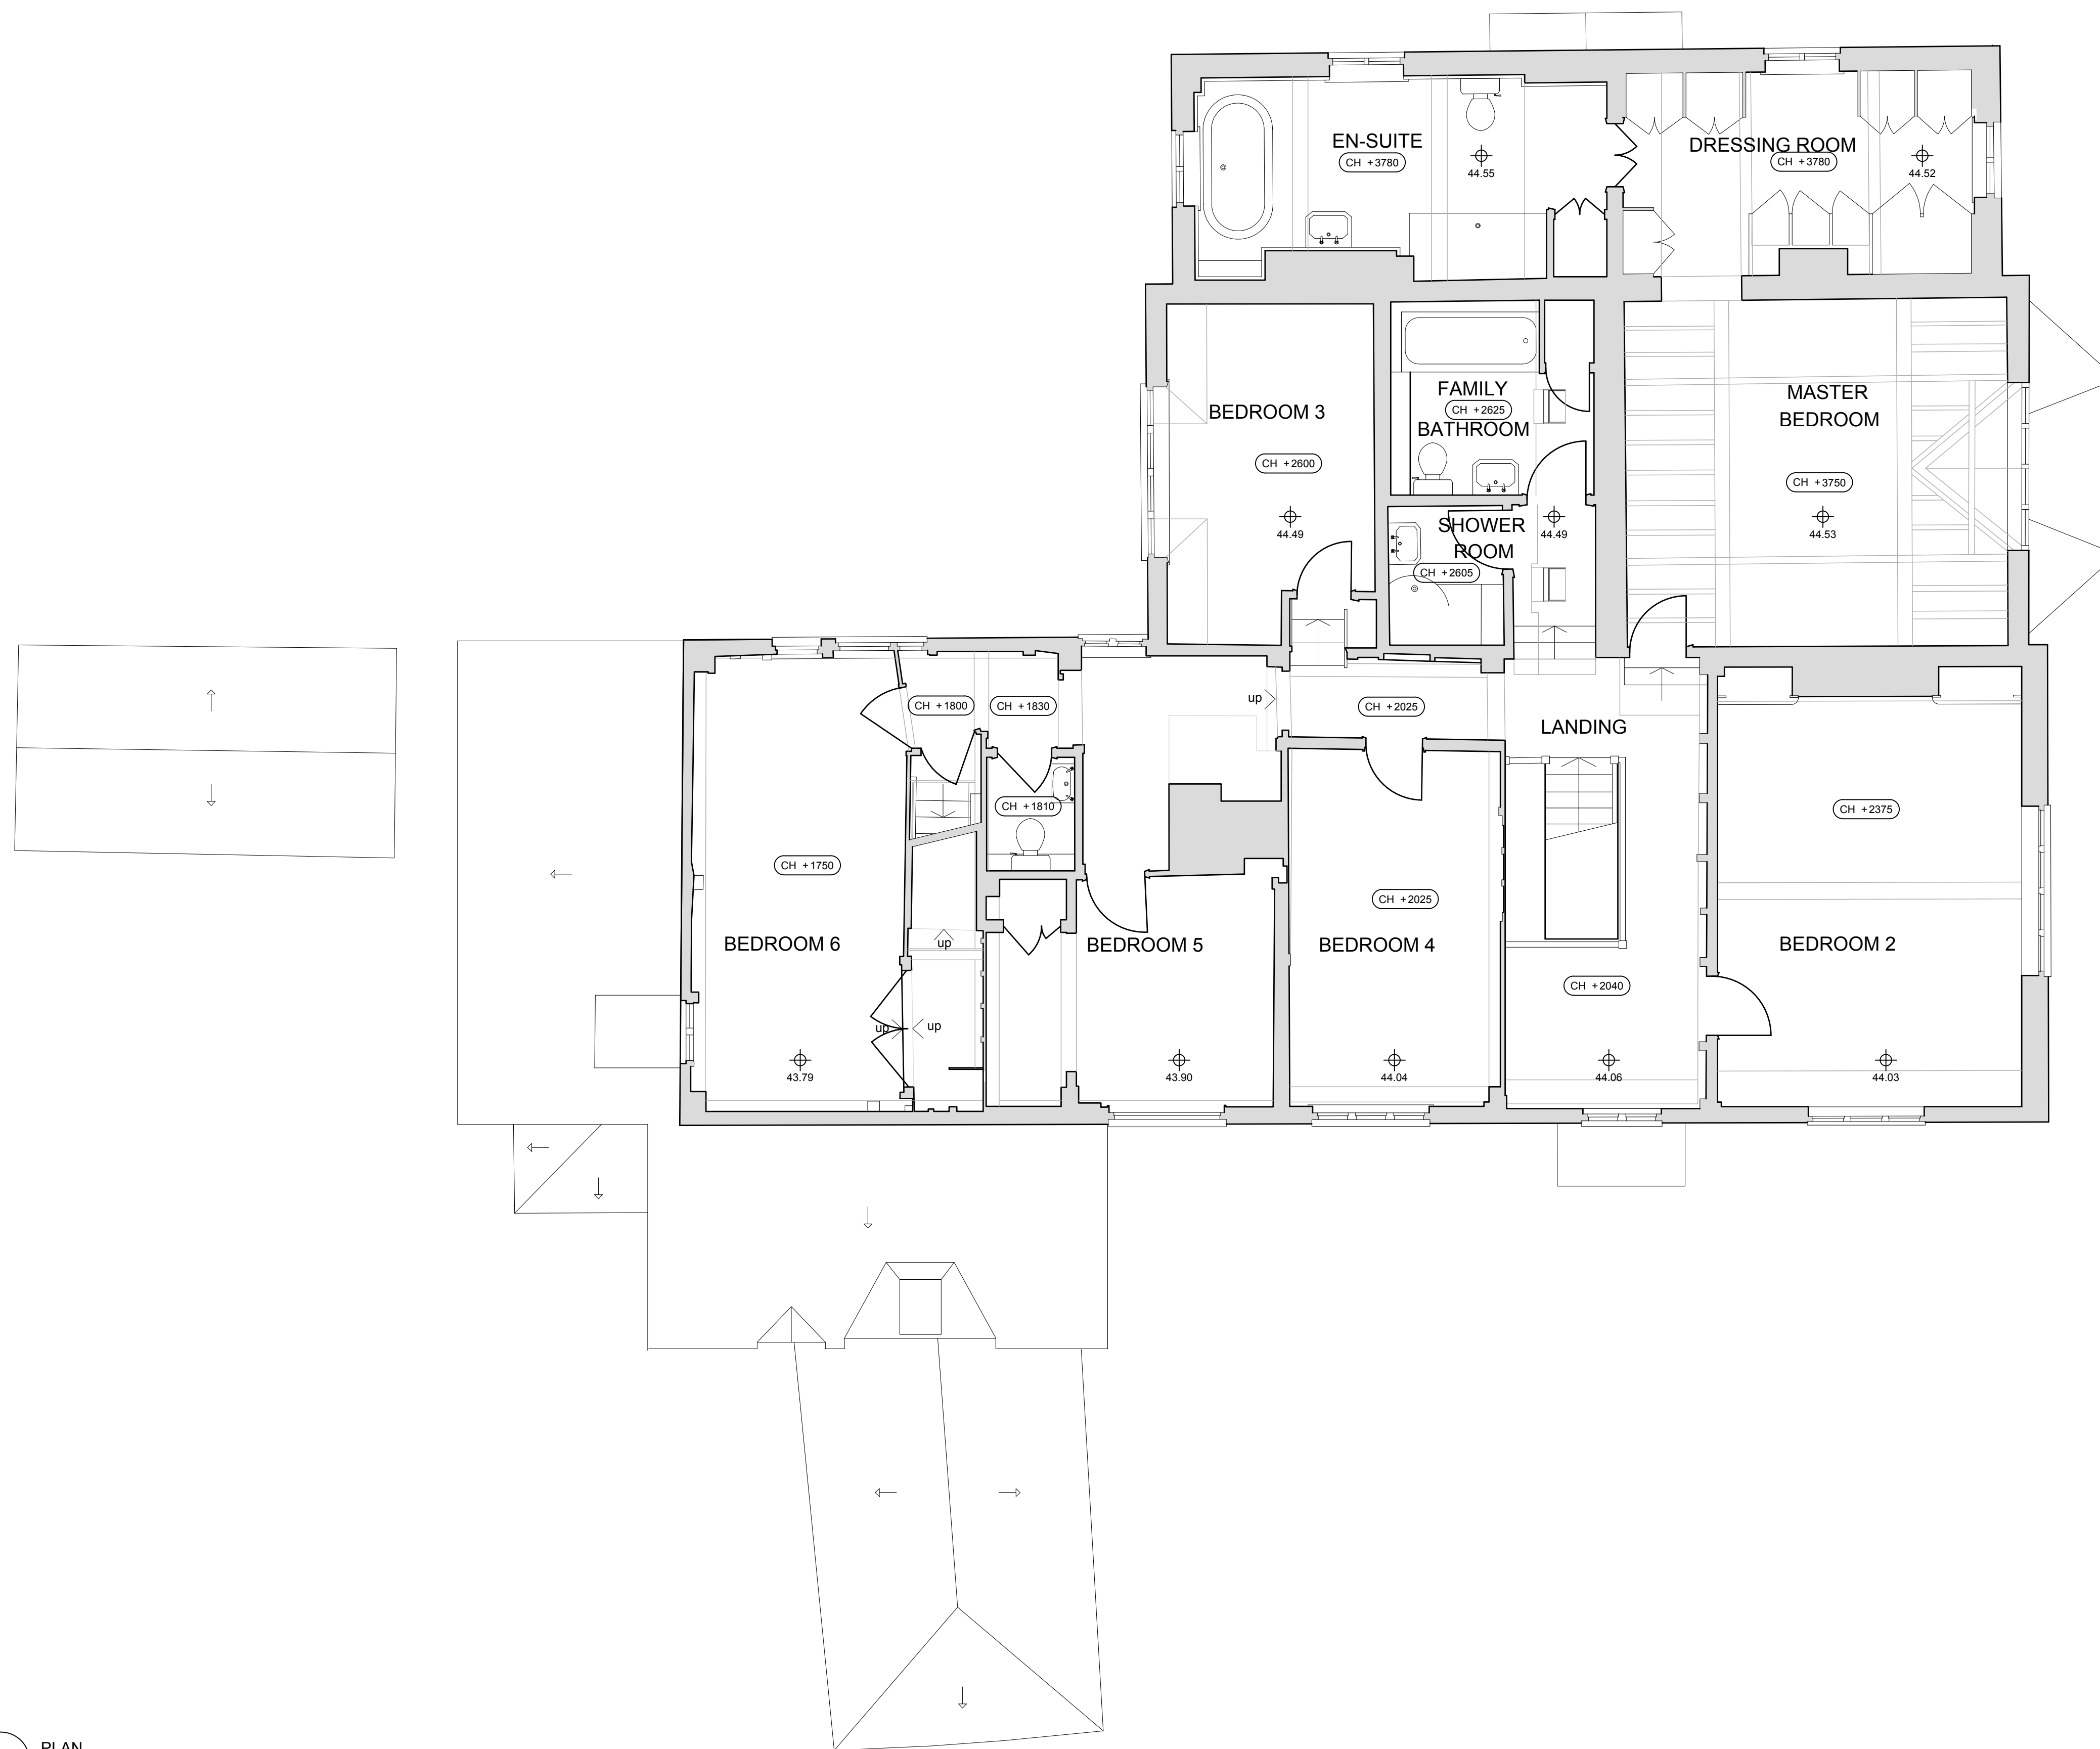 EN-SUITE
CH +3780
44.55
DRESSING ROOM
CH +3780
44.52
BEDROOM 3
CH +2600
44.49
FAMILY
CH +2625
BATHROOM
SHOWER
ROOM
CH +2605
44.49
MASTER
BEDROOM
CH +3750
44.53
CH +1800
CH +1830
up
CH +2025
LANDING
CH +1810
CH +2375
CH +1750
CH +2025
BEDROOM 6
up
BEDROOM 5
BEDROOM 4
BEDROOM 2
CH +2040
up
up
43.79
43.90
44.04
44.06
44.03
PLAN